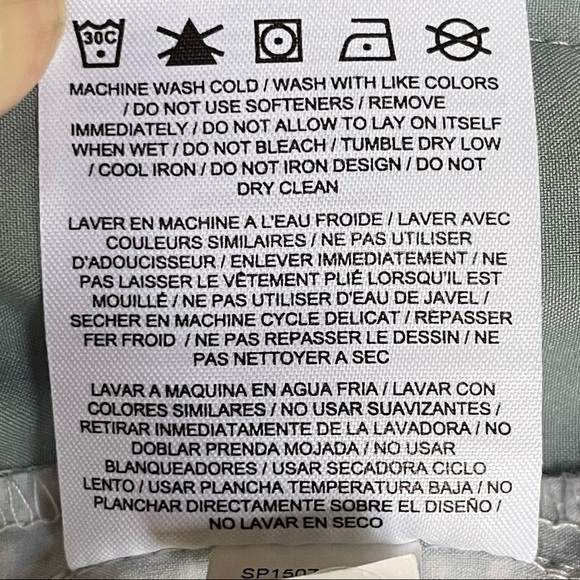 30C
MACHINE WASH COLD / WASH WITH LIKE COLORS
/ DO NOT USE SOFTENERS / REMOVE
IMMEDIATELY / DO NOT ALLOW TO LAY ON ITSELF
WHEN WET / DO NOT BLEACH / TUMBLE DRY LOW
/ COOL IRON / DO NOT IRON DESIGN / DO NOT
DRY CLEAN
LAVER EN MACHINE A L'EAU FROIDE / LAVER AVEC
COULEURS SIMILAIRES / NE PAS UTILISER
D'ADOUCISSEUR / ENLEVER IMMEDIATEMENT / NE
PAS LAISSER LE VÊTEMENT PLIÉ LORSQU'IL EST
MOUILLÉ / NE PAS UTILISER D'EAU DE JAVEL /
SECHER EN MACHINE CYCLE DELICAT / REPASSER
FER FROID / NE PAS REPASSER LE DESSIN / NE
PAS NETTOYER A SEC
LAVAR A MAQUINA EN AGUA FRIA / LAVAR CON
COLORES SIMILARES / NO USAR SUAVIZANTES /
RETIRAR INMEDIATAMENTE DE LA LAVADORA / NO
DOBLAR PRENDA MOJADA / NO USAR
BLANQUEADORES / USAR SECADORA CICLO
LENTO / USAR PLANCHA TEMPERATURA BAJA / NO
PLANCHAR DIRECTAMENTE SOBRE EL DISEÑO /
NO LAVAR EN SECO
SP1507